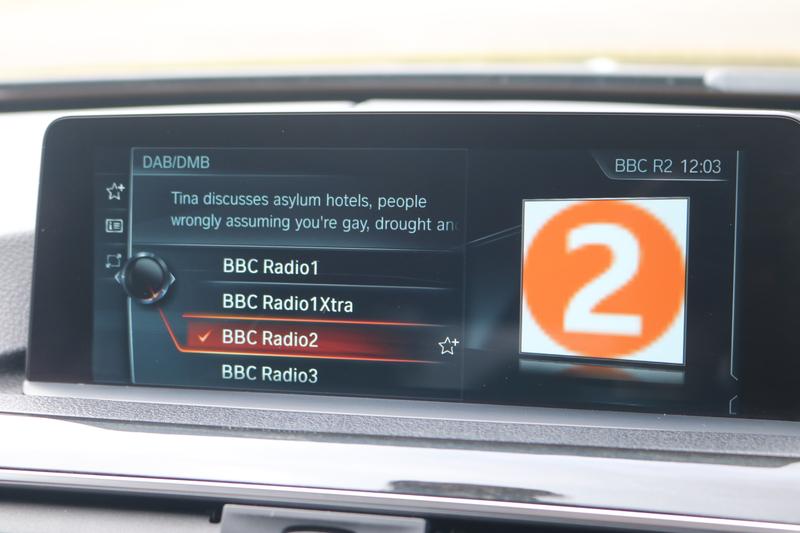 DAB/DMB
BBC R2 12:03
Tina discusses asylum hotels, people
wrongly assuming you're gay, drought and
BBC Radio1
BBC Radio1Xtra
BBC Radio2
BBC Radio3
2